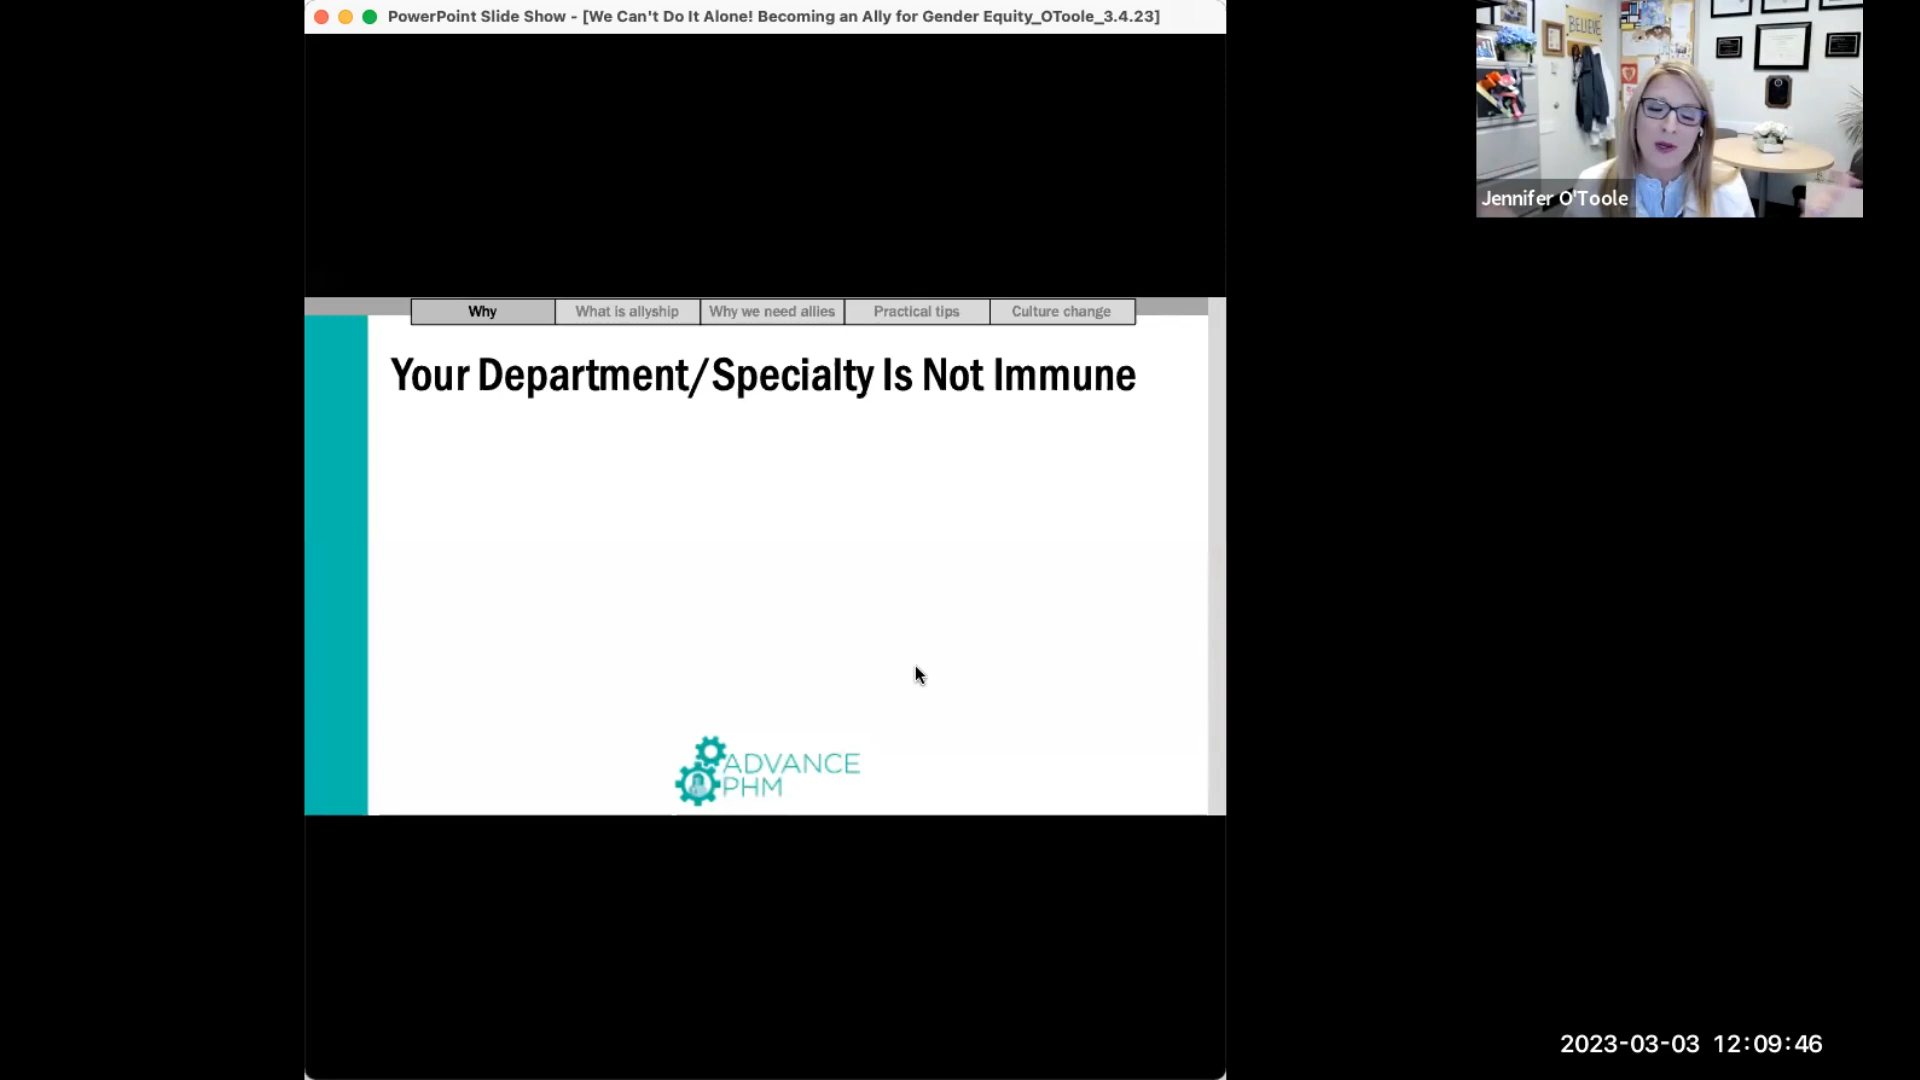 PowerPoint Slide Show - [We Can't Do It Alone! Becoming an Ally for Gender Equity_OToole_3.4.23]
BELIEVE
Jennifer O'Toole
Why
What is allyship
Why we need allies
Practical tips
Culture change
Your Department/Specialty Is Not Immune
ADVANCE
PHM
2023-03-03 12:09:46